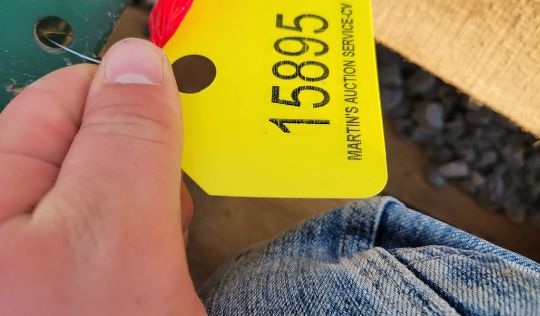 15895
MARTIN'S AUCTION SERVICE-CV